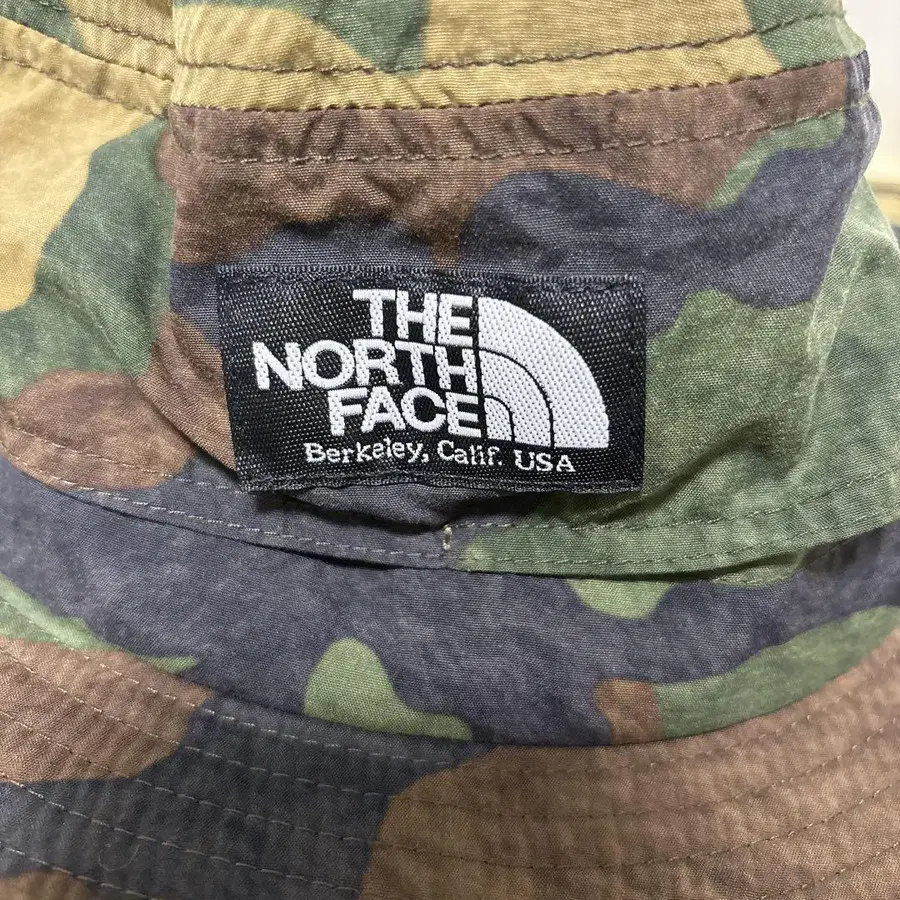 THE
NORTH
FACE
Berkeley, Calif. USA